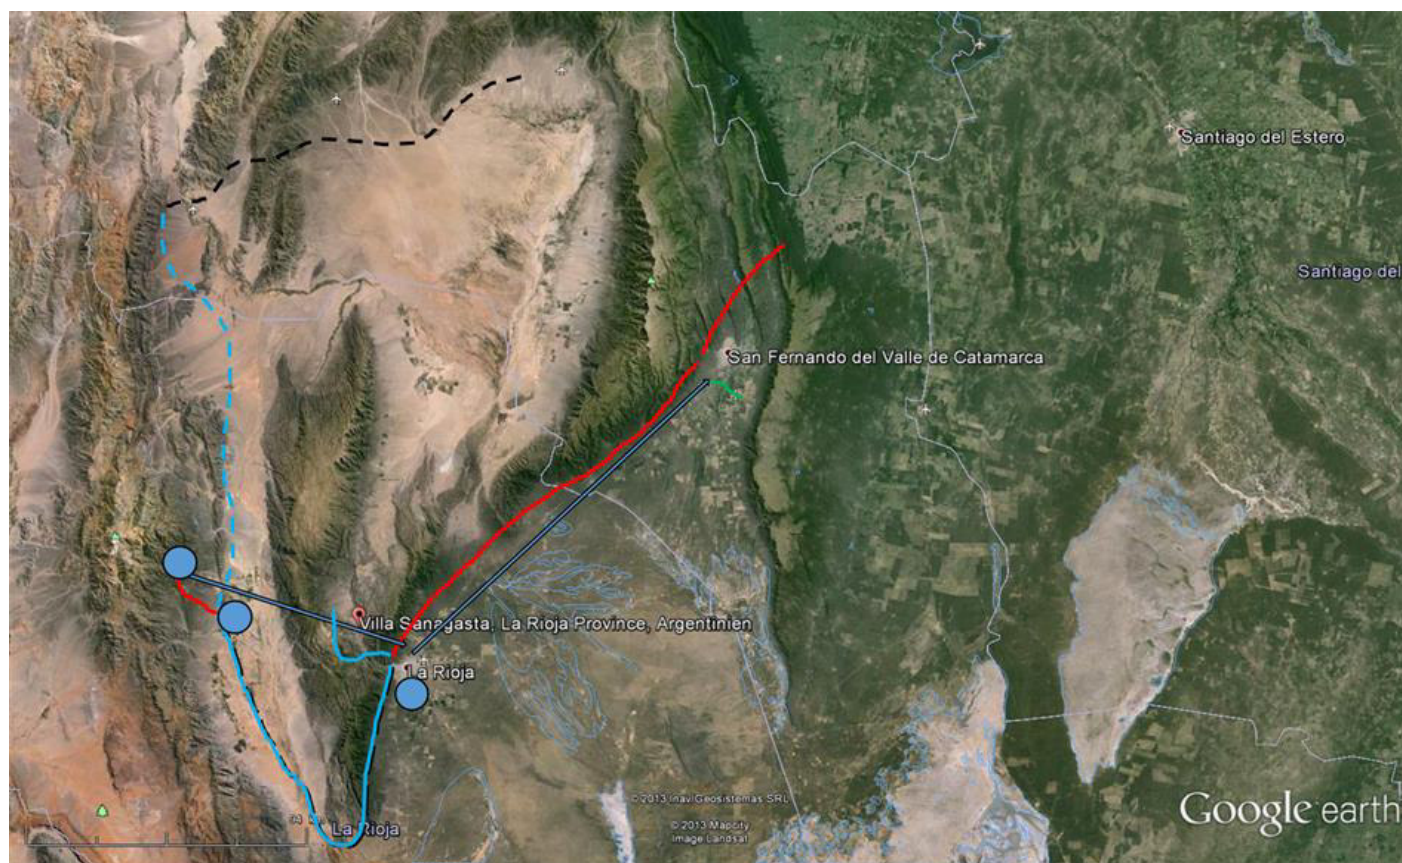 Santiago del Estero
Santiago del
San Fernando del Valle de Catamarca
Villa Sanagasta, La Rioja Province, Argentinien
La Rioja
© 2013 Inav/Geosistemas SRL
© 2013 Mapcity
Image Landsat
La Rioja
Google earth